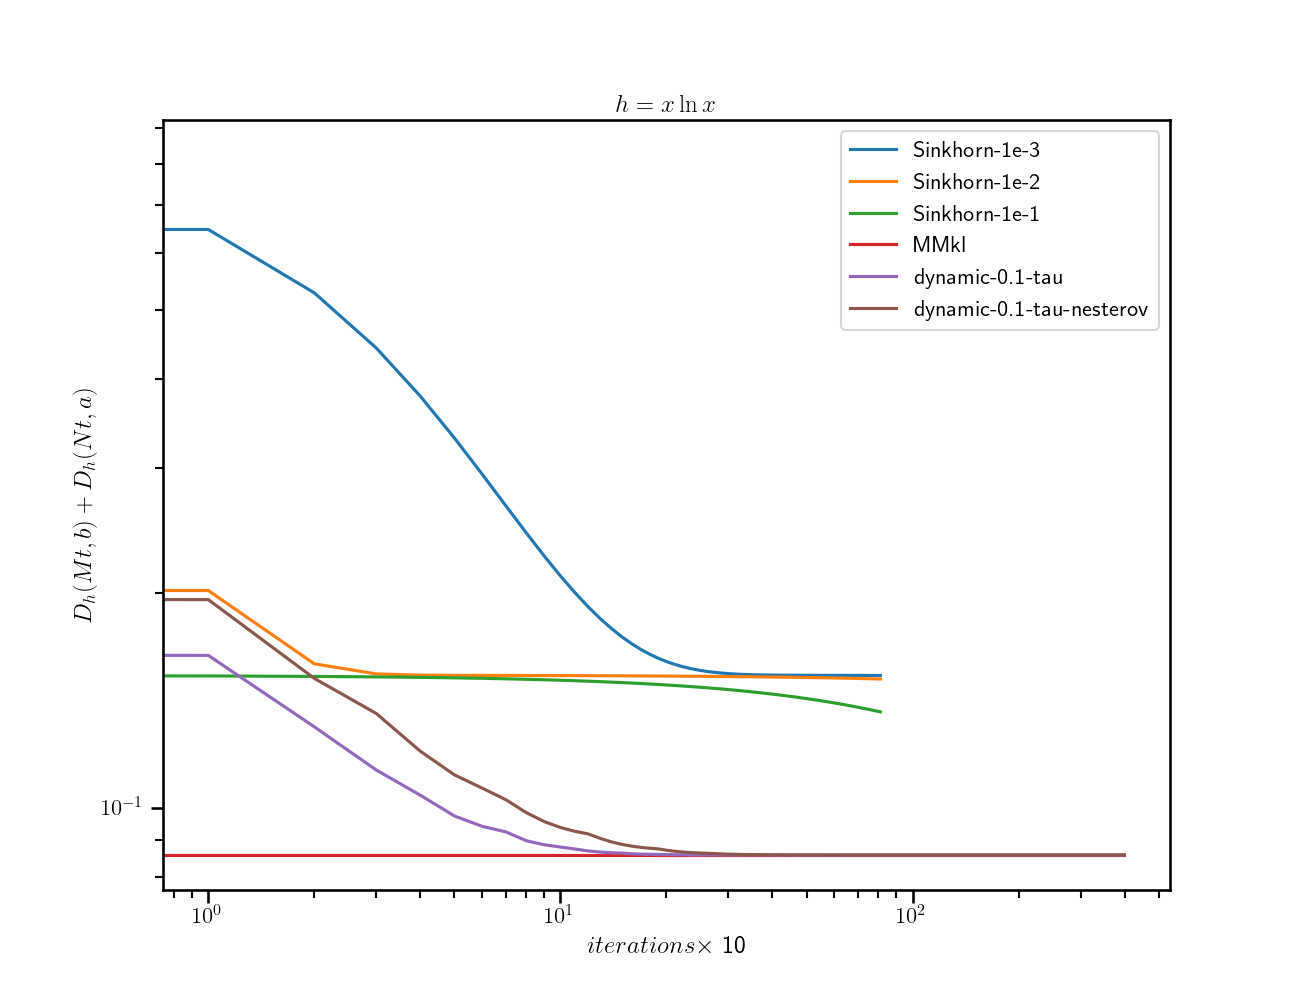 h = x ln x
Sinkhorn-1e-3
Sinkhorn-1e-2
Sinkhorn-1e-1
MMkl
dynamic-0.1-tau
dynamic-0.1-tau-nesterov
D_h(Mt, b) + D_h(Nt, a)
10^{-1}
10^0 10^1 10^2
iterations× 10